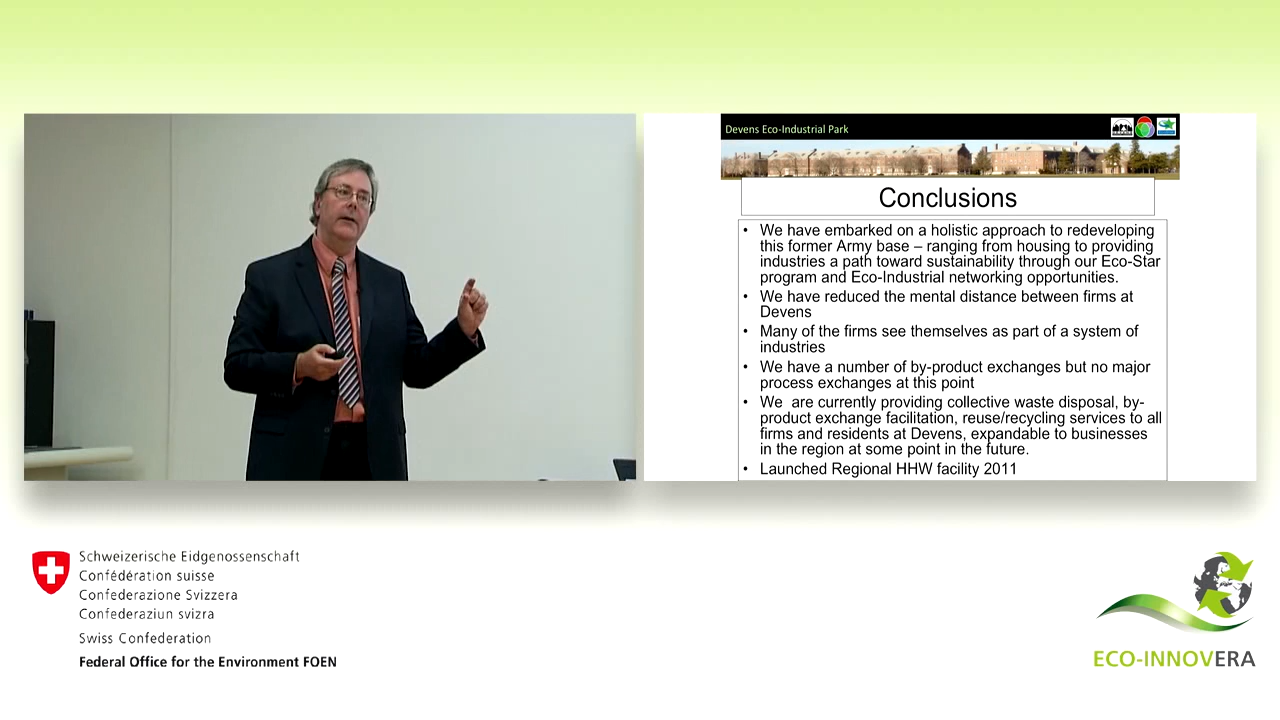 Devens Eco-Industrial Park
Conclusions
• We have embarked on a holistic approach to redeveloping
this former Army base – ranging from housing to providing
industries a path toward sustainability through our Eco-Star
program and Eco-Industrial networking opportunities.
• We have reduced the mental distance between firms at
Devens
• Many of the firms see themselves as part of a system of
industries
• We have a number of by-product exchanges but no major
process exchanges at this point
• We  are currently providing collective waste disposal, by-
product exchange facilitation, reuse/recycling services to all
firms and residents at Devens, expandable to businesses
in the region at some point in the future.
• Launched Regional HHW facility 2011
Schweizerische Eidgenossenschaft
Confédération suisse
Confederazione Svizzera
Confederaziun svizra
Swiss Confederation
Federal Office for the Environment FOEN
ECO-INNOVERA